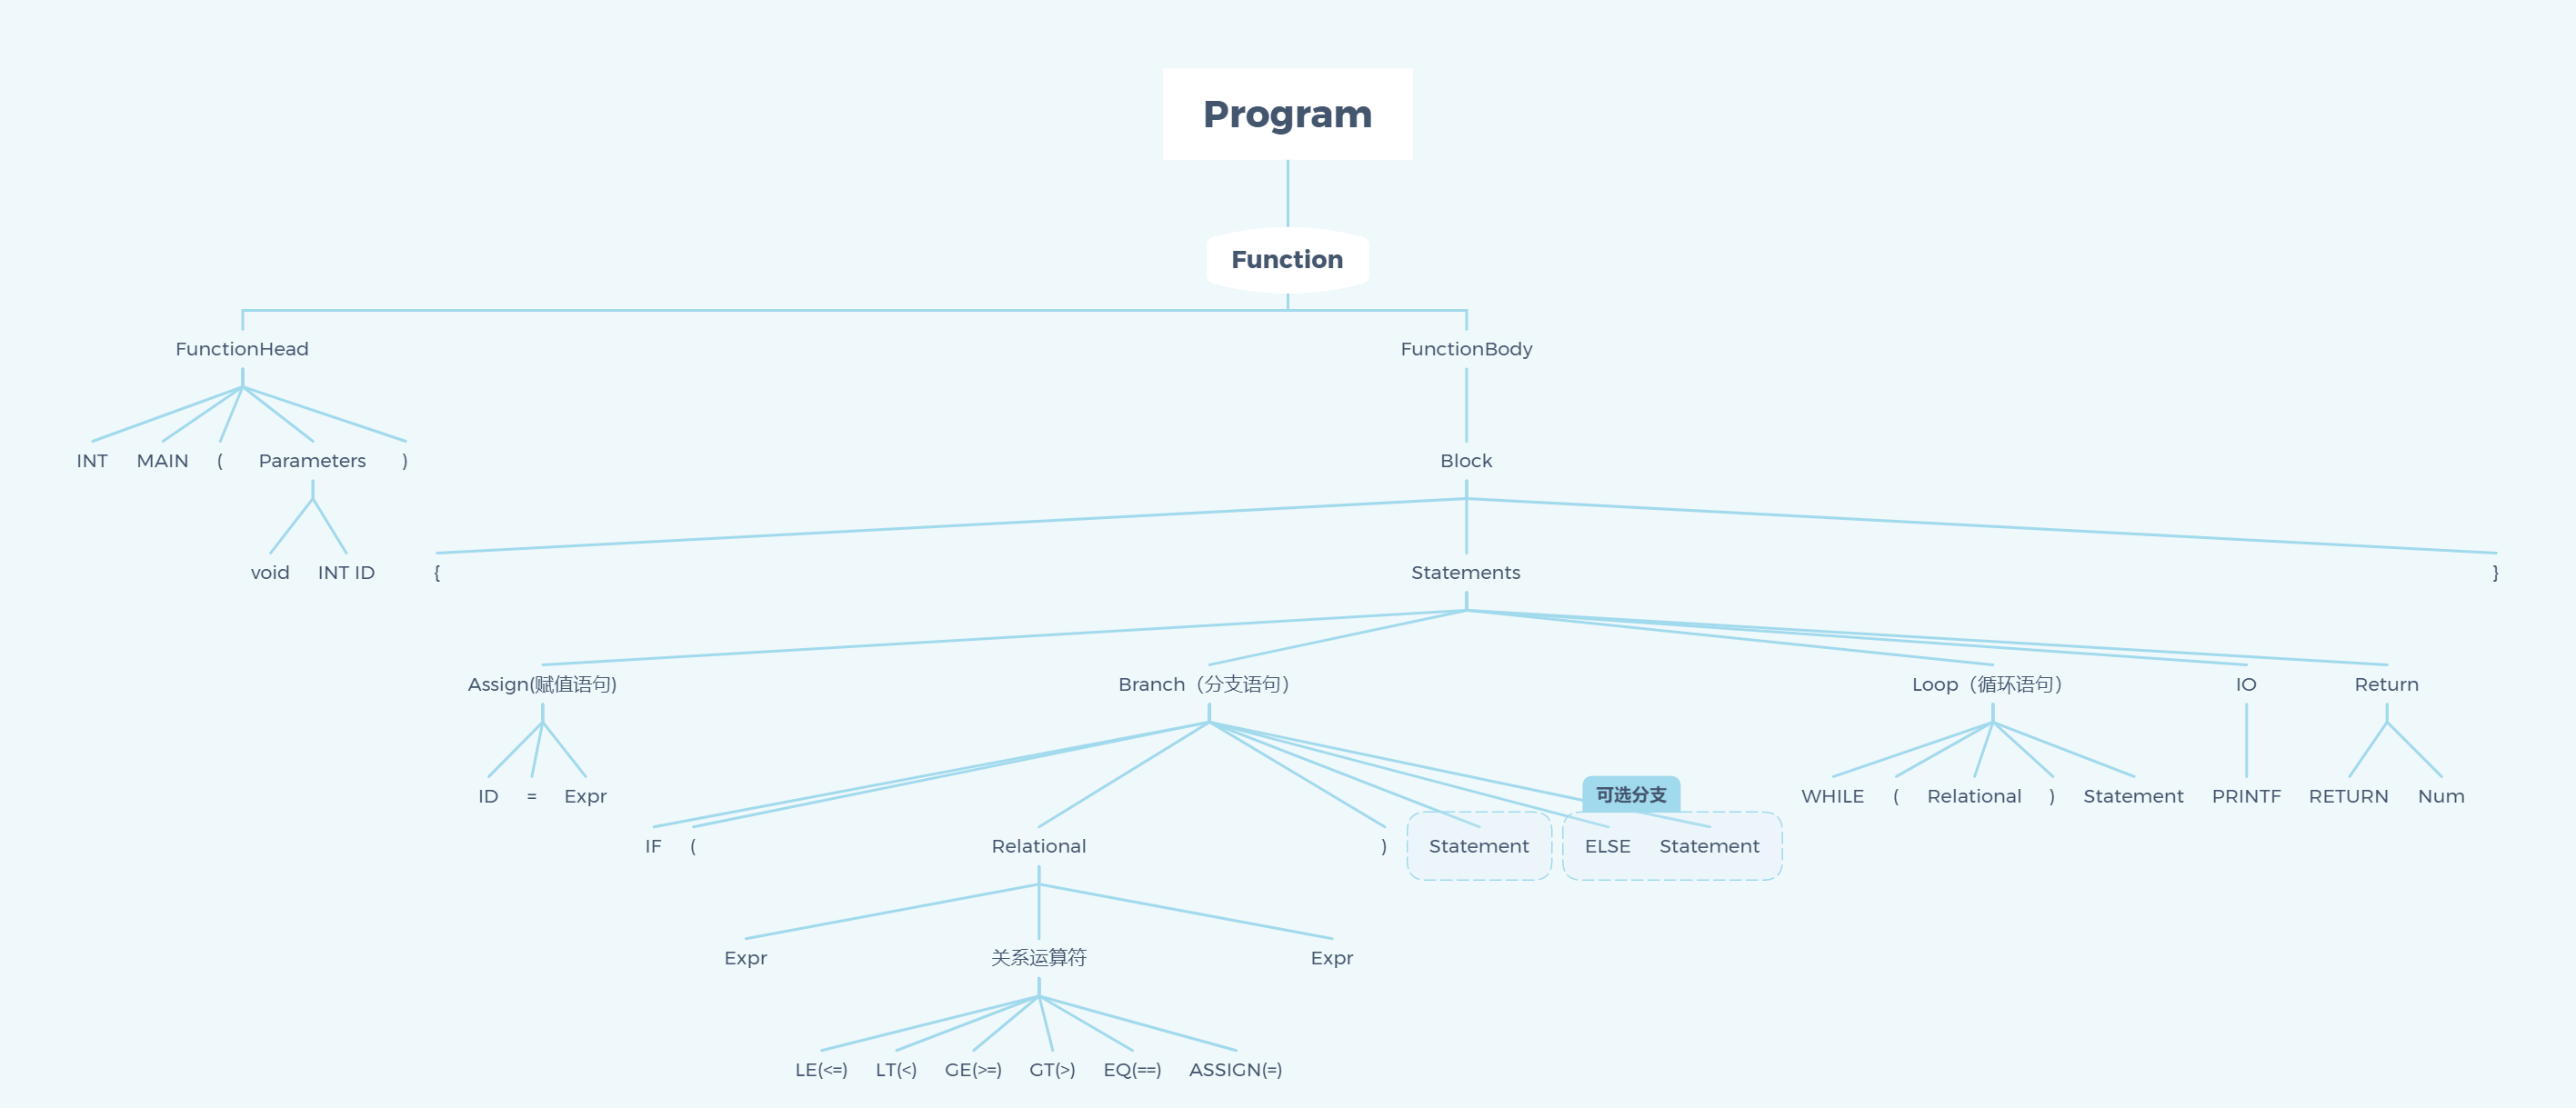 Program
Function
FunctionHead
FunctionBody
INT
MAIN
(
Parameters
)
Block
void
INT ID
{
Statements
}
Assign(赋值语句)
Branch（分支语句）
Loop（循环语句）
IO
Return
ID
=
Expr
可选分支
WHILE
(
Relational
)
Statement
PRINTF
RETURN
Num
IF
(
Relational
)
Statement
ELSE
Statement
Expr
关系运算符
Expr
LE(<=)
LT(<)
GE(>=)
GT(>)
EQ(==)
ASSIGN(=)